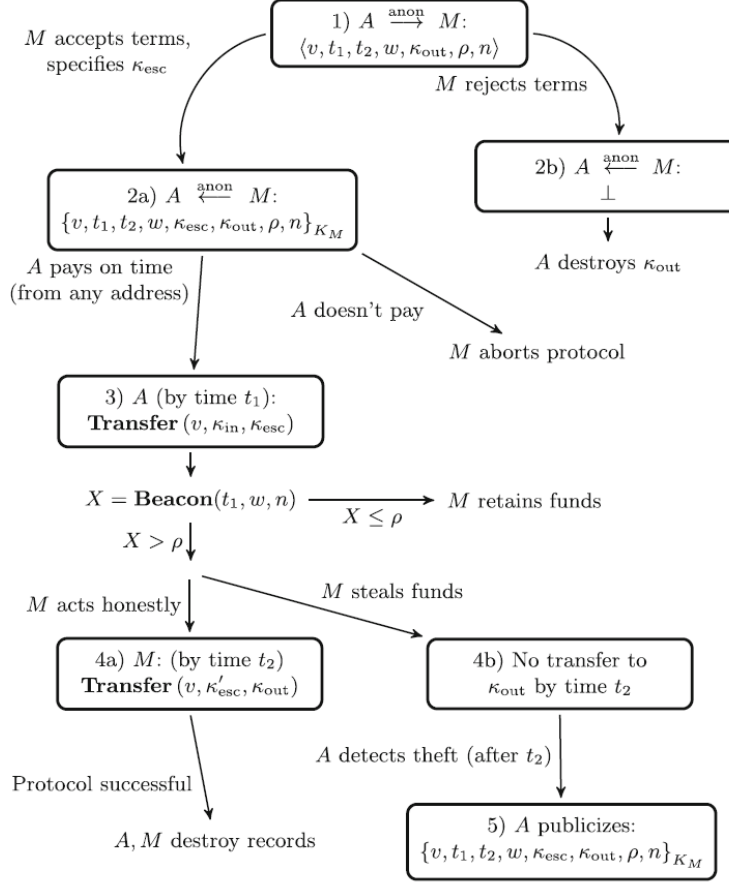 1) A anon⟶ M:
⟨v, t₁, t₂, w, κout, ρ, n⟩
M accepts terms,
specifies κesc
M rejects terms
2a) A anon⟵ M:
{v, t₁, t₂, w, κesc, κout, ρ, n}K_M
2b) A anon⟵ M:
⊥
A destroys κout
A pays on time
(from any address)
A doesn't pay
M aborts protocol
3) A (by time t₁):
Transfer (v, κin, κesc)
X = Beacon(t₁, w, n)
X ≤ ρ
M retains funds
X > ρ
M acts honestly
M steals funds
4a) M: (by time t₂)
Transfer (v, κ′esc, κout)
4b) No transfer to
κout by time t₂
A detects theft (after t₂)
Protocol successful
A, M destroy records
5) A publicizes:
{v, t₁, t₂, w, κesc, κout, ρ, n}K_M